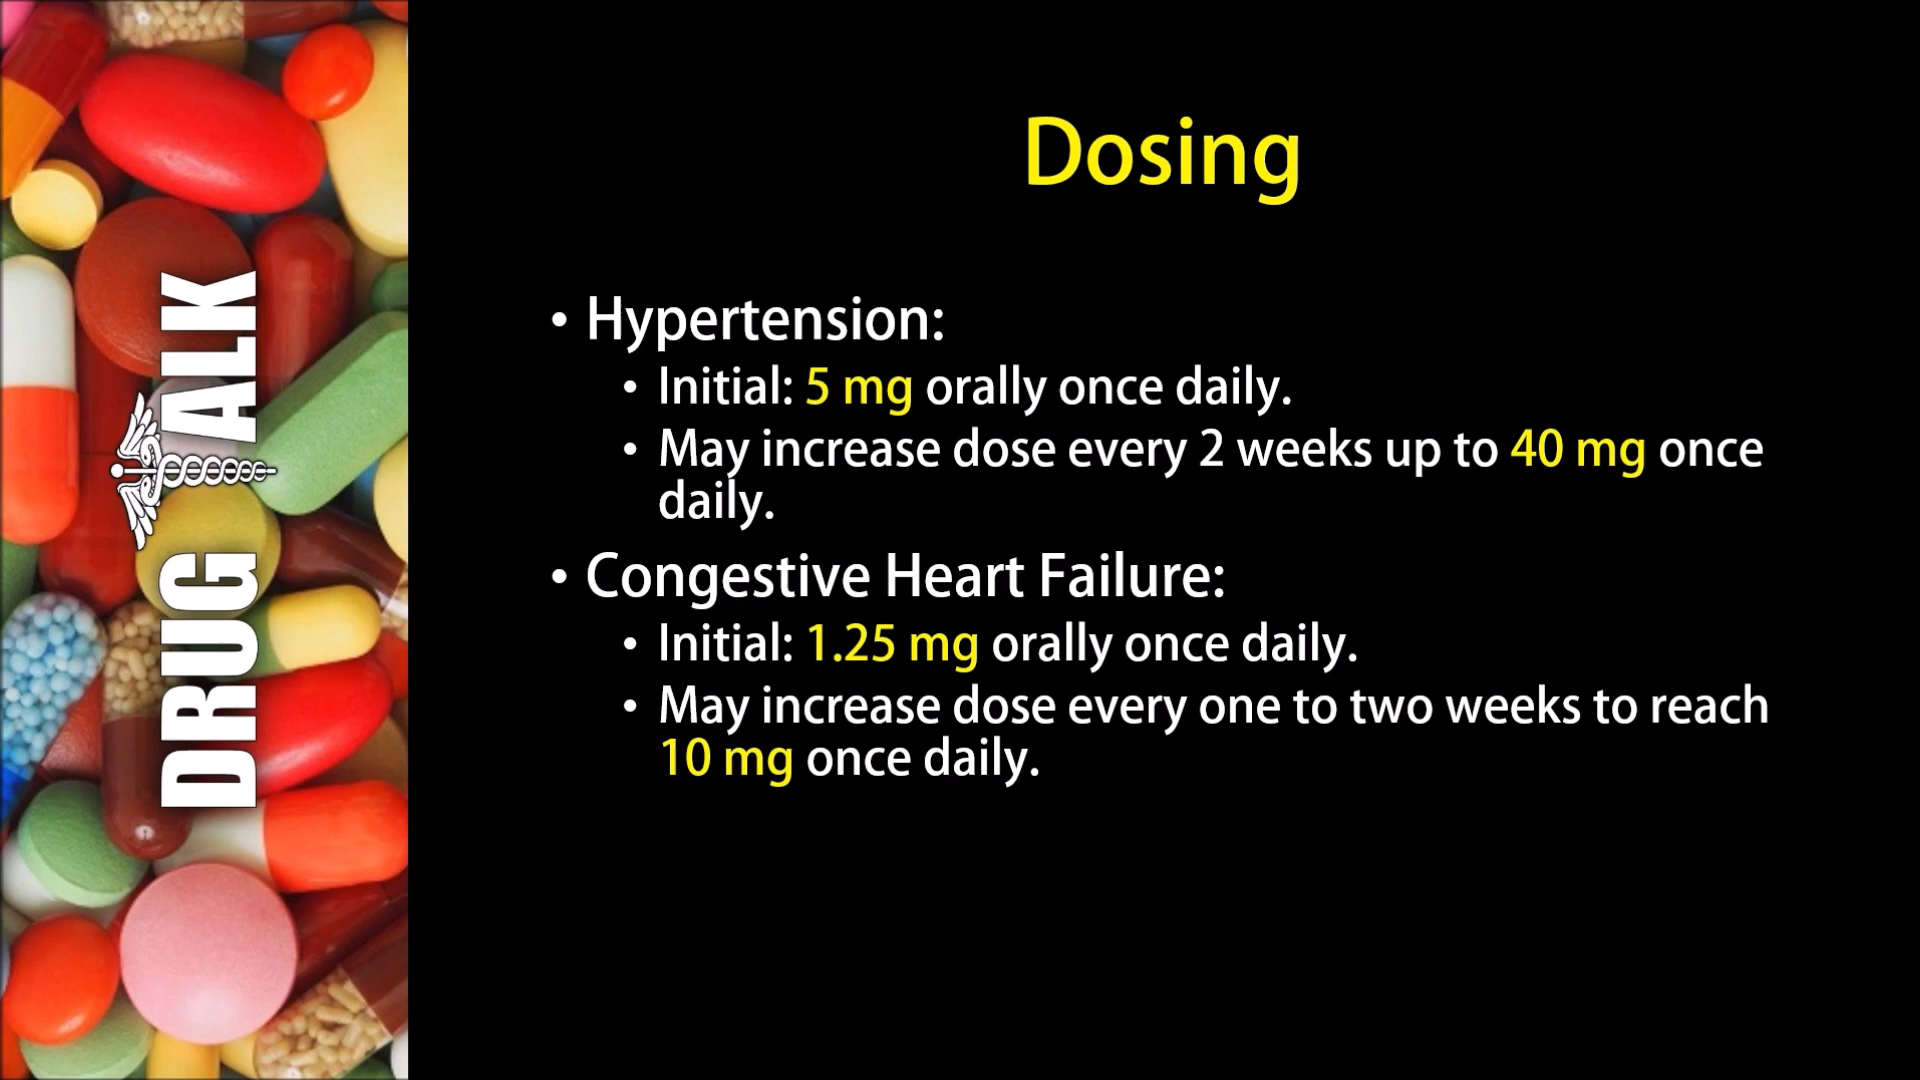 DRUG ALK
Dosing
• Hypertension:
• Initial: 5 mg orally once daily.
• May increase dose every 2 weeks up to 40 mg once
daily.
• Congestive Heart Failure:
• Initial: 1.25 mg orally once daily.
• May increase dose every one to two weeks to reach
10 mg once daily.